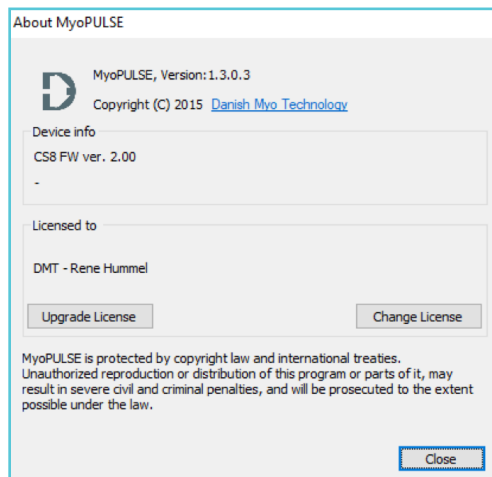 About MyoPULSE
MyoPULSE, Version:1.3.0.3
Copyright (C) 2015 Danish Myo Technology
Device info
CS8 FW ver. 2.00
-
Licensed to
DMT - Rene Hummel
Upgrade License Change License
MyoPULSE is protected by copyright law and international treaties.
Unauthorized reproduction or distribution of this program or parts of it, may
result in severe civil and criminal penalties, and will be prosecuted to the extent
possible under the law.
Close